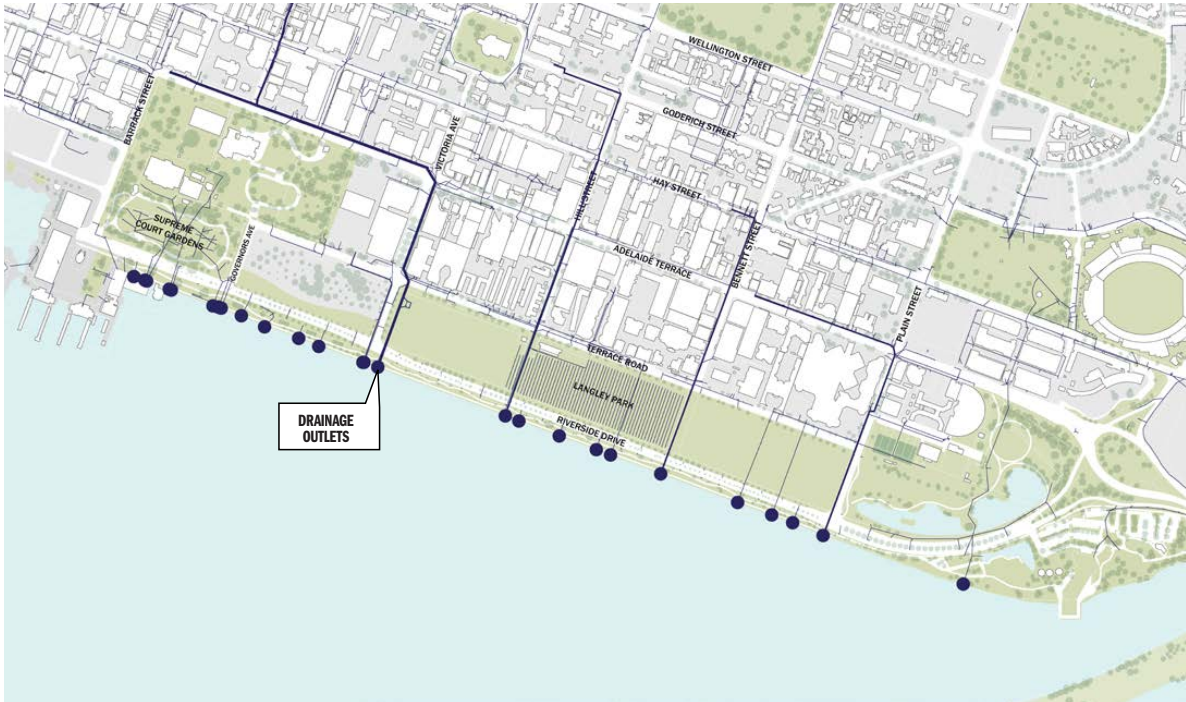 WELLINGTON STREET
GODERICH STREET
BARRACK STREET
VICTORIA AVE
HILL STREET
HAY STREET
SUPREME
COURT GARDENS
GOVERNORS AVE
ADELAIDE TERRACE
BENNETT STREET
PLAIN STREET
TERRACE ROAD
LANGLEY PARK
RIVERSIDE DRIVE
DRAINAGE
OUTLETS